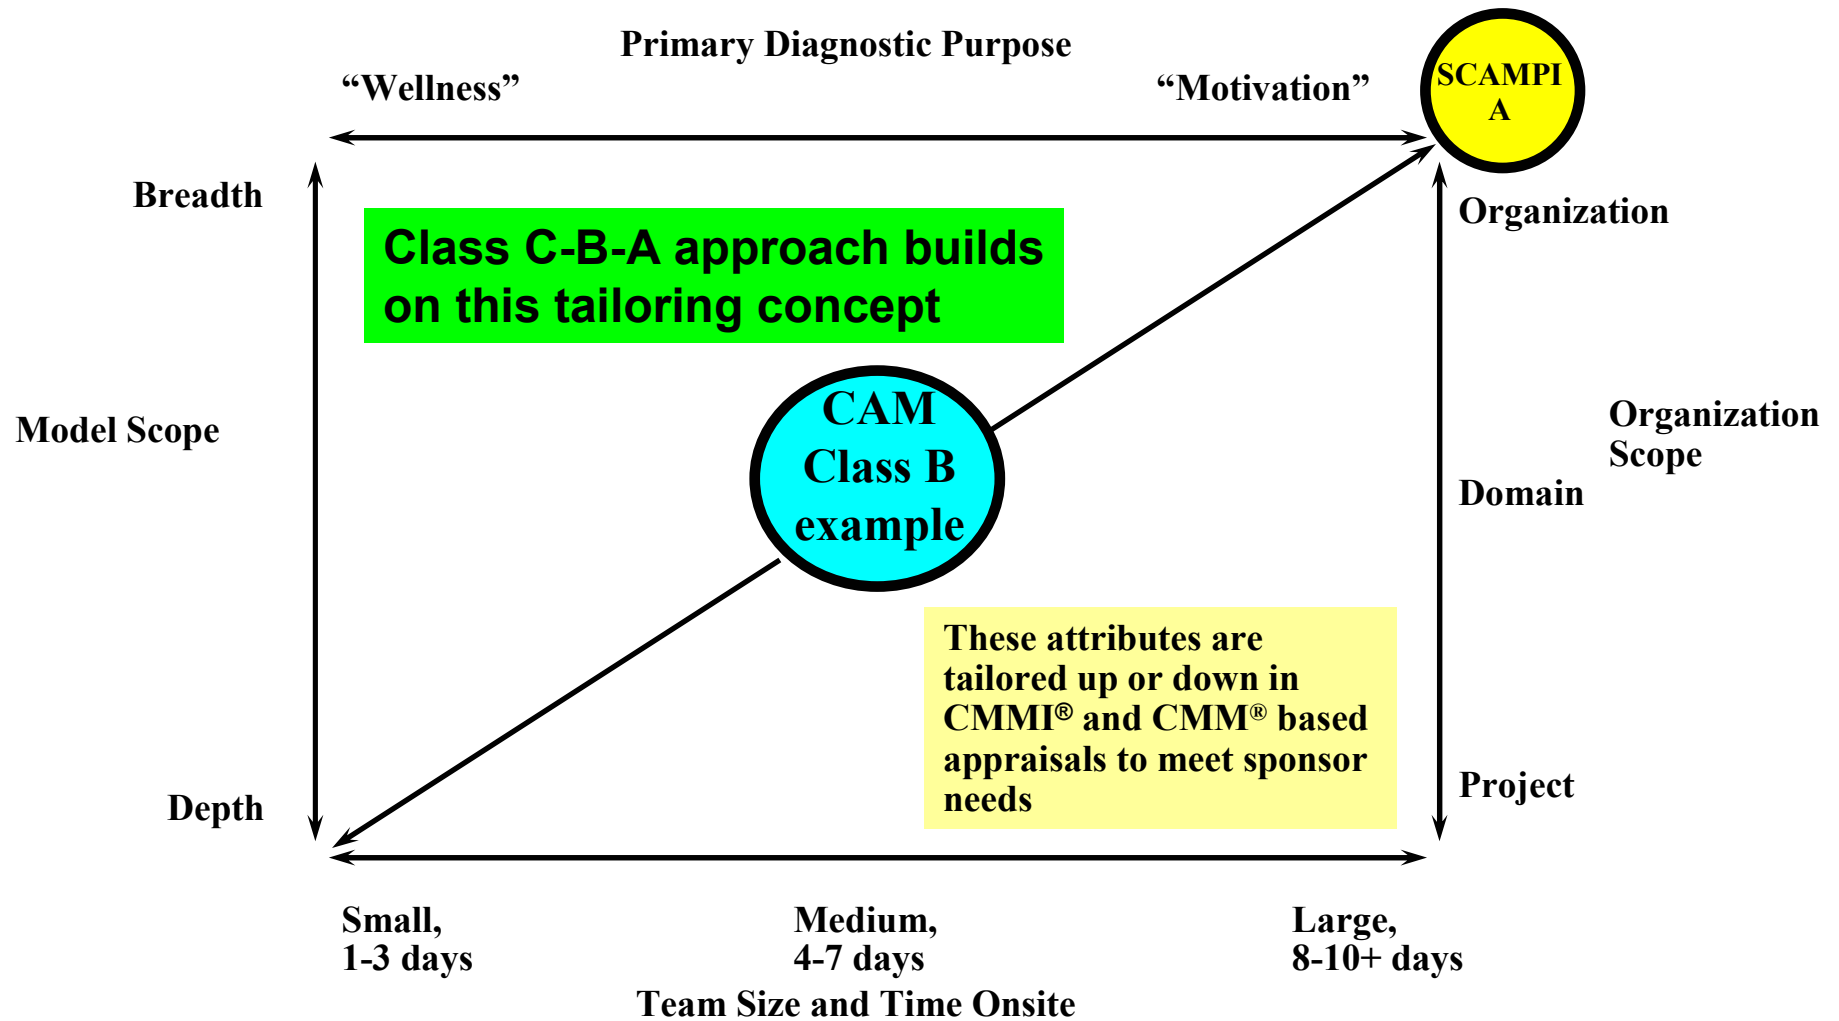 Primary Diagnostic Purpose
“Wellness”
“Motivation”
SCAMPI
A
Breadth
Organization
Class C-B-A approach builds
on this tailoring concept
CAM
Class B
example
Model Scope
Organization
Scope
Domain
These attributes are
tailored up or down in
CMMI® and CMM® based
appraisals to meet sponsor
needs
Depth
Project
Small,
1-3 days
Medium,
4-7 days
Large,
8-10+ days
Team Size and Time Onsite